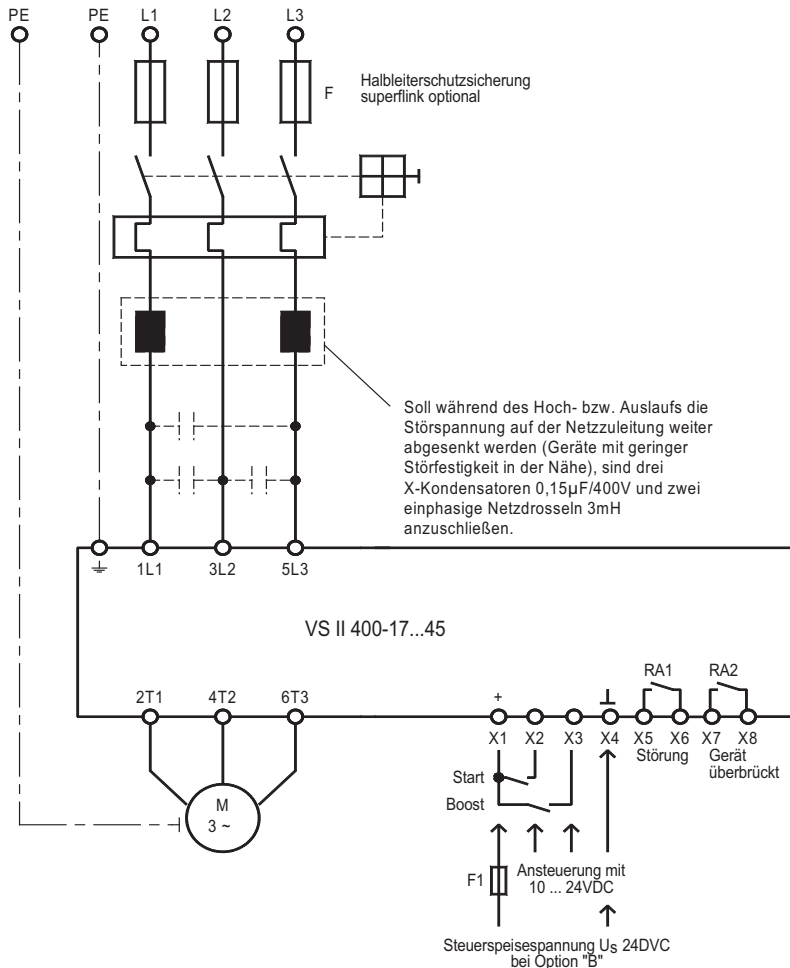 PE PE L1 L2 L3
F
Halbleiterschutzsicherung
superflink optional
Soll während des Hoch- bzw. Auslaufs die
Störspannung auf der Netzzuleitung weiter
abgesenkt werden (Geräte mit geringer
Störfestigkeit in der Nähe), sind drei
X-Kondensatoren 0,15µF/400V und zwei
einphasige Netzdrosseln 3mH
anzuschließen.
1L1 3L2 5L3
VS II 400-17...45
RA1 RA2
2T1 4T2 6T3
+
X1 X2 X3 X4 X5 X6 X7 X8
Störung
Gerät
überbrückt
Start
Boost
M
3 ~
F1
Ansteuerung mit
10 ... 24VDC
Steuerspeisespannung Us 24DVC
bei Option "B"